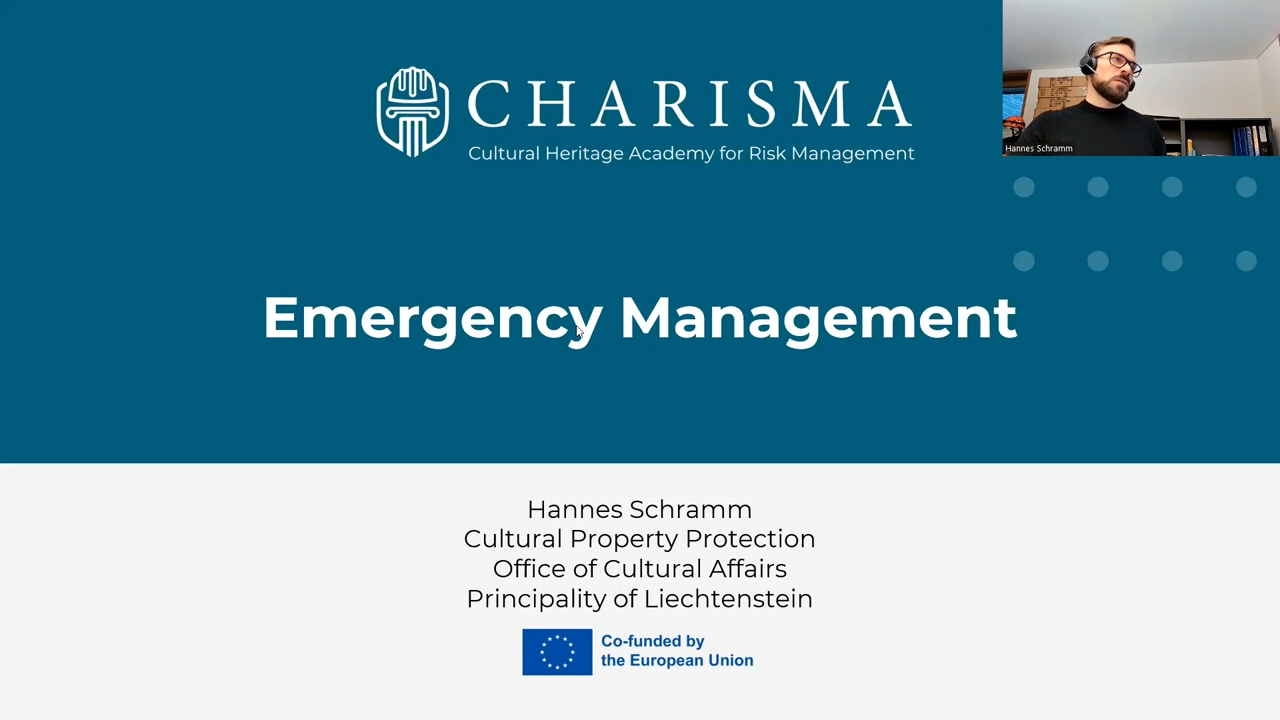 CHARISMA
Cultural Heritage Academy for Risk Management
Hannes Schramm
Emergency Management
Hannes Schramm
Cultural Property Protection
Office of Cultural Affairs
Principality of Liechtenstein
Co-funded by
the European Union